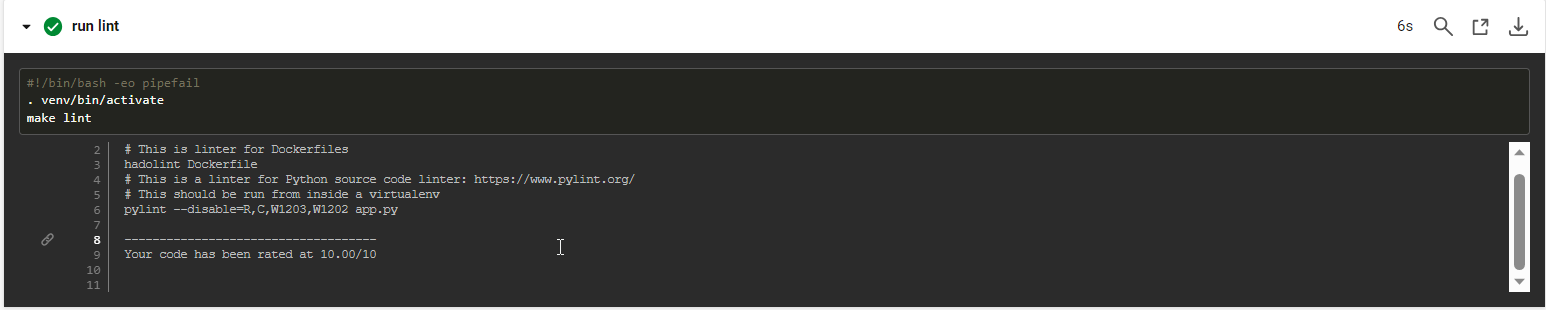 run lint
6s
#!/bin/bash -eo pipefail
. venv/bin/activate
make lint
2 # This is linter for Dockerfiles
3 hadolint Dockerfile
4 # This is a linter for Python source code linter: https://www.pylint.org/
5 # This should be run from inside a virtualenv
6 pylint --disable=R,C,W1203,W1202 app.py
7
8 ------------------------------------
9 Your code has been rated at 10.00/10
10
11